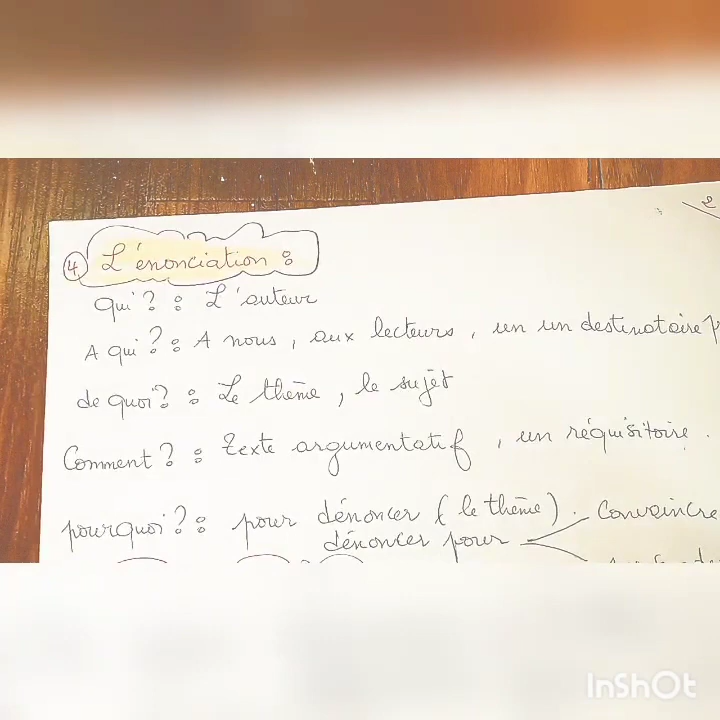 4 L'énonciation :
qui? : L'auteur
A qui? : A nous, aux lecteurs, un un destinataire
de quoi? : Le thème, le sujet
Comment? : texte argumentatif, un réquisitoire.
pourquoi? : pour dénoncer (le thème). Convaincre
dénoncer pour
InShOt